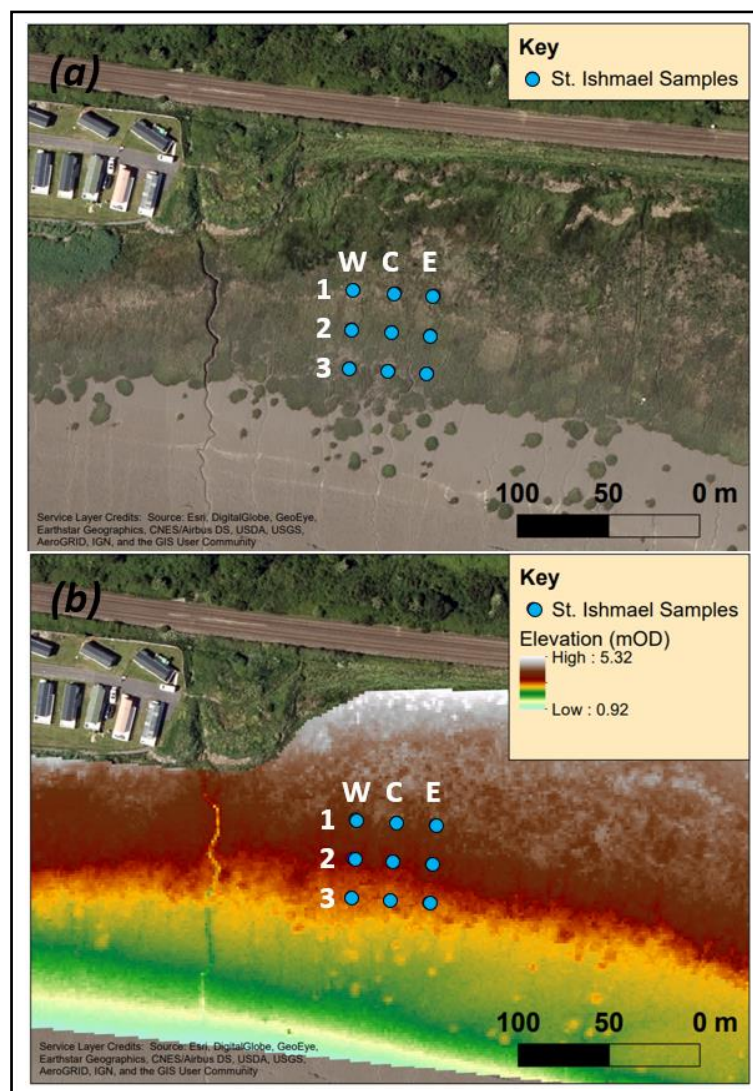 (a)
Key
St. Ishmael Samples
W C E
1
2
3
100 50 0 m
Service Layer Credits: Source: Esri, DigitalGlobe, GeoEye,
Earthstar Geographics, CNES/Airbus DS, USDA, USGS,
AeroGRID, IGN, and the GIS User Community
(b)
Key
St. Ishmael Samples
Elevation (mOD)
High : 5.32
Low : 0.92
W C E
1
2
3
100 50 0 m
Service Layer Credits: Source: Esri, DigitalGlobe, GeoEye,
Earthstar Geographics, CNES/Airbus DS, USDA, USGS,
AeroGRID, IGN, and the GIS User Community